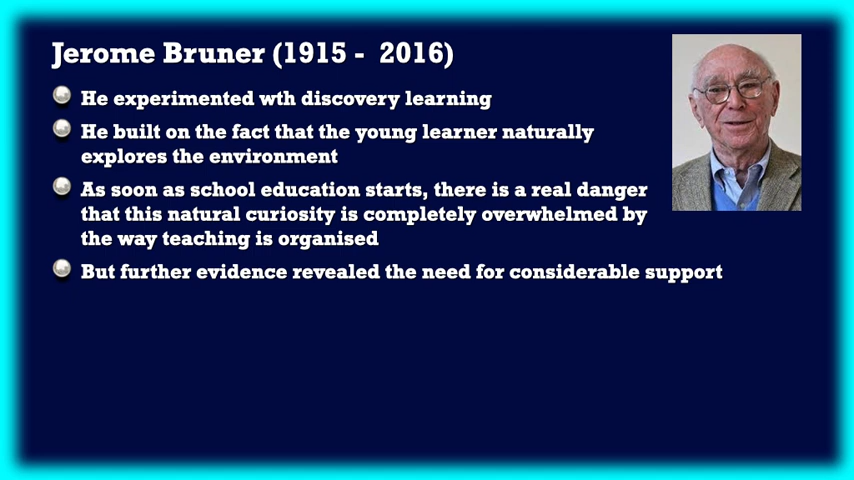 Jerome Bruner (1915 -  2016)
He experimented wth discovery learning
He built on the fact that the young learner naturally
explores the environment
As soon as school education starts, there is a real danger
that this natural curiosity is completely overwhelmed by
the way teaching is organised
But further evidence revealed the need for considerable support